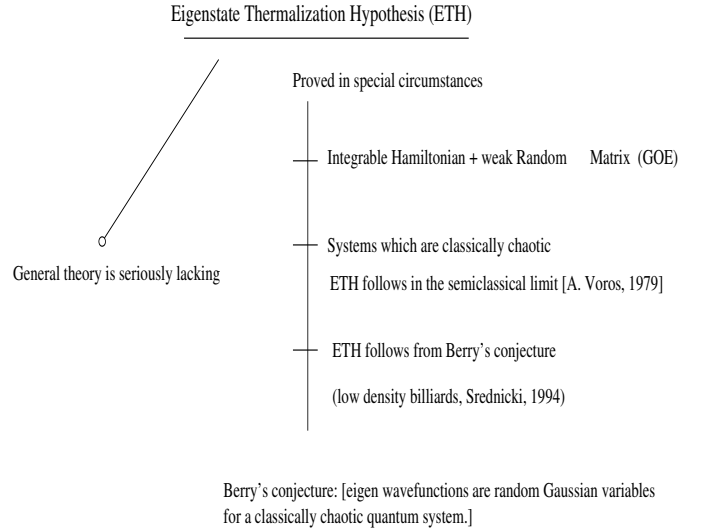 Eigenstate Thermalization Hypothesis (ETH)
Proved in special circumstances
Integrable Hamiltonian + weak Random Matrix (GOE)
Systems which are classically chaotic
ETH follows in the semiclassical limit [A. Voros, 1979]
General theory is seriously lacking
ETH follows from Berry's conjecture
(low density billiards, Srednicki, 1994)
Berry's conjecture: [eigen wavefunctions are random Gaussian variables
for a classically chaotic quantum system.]